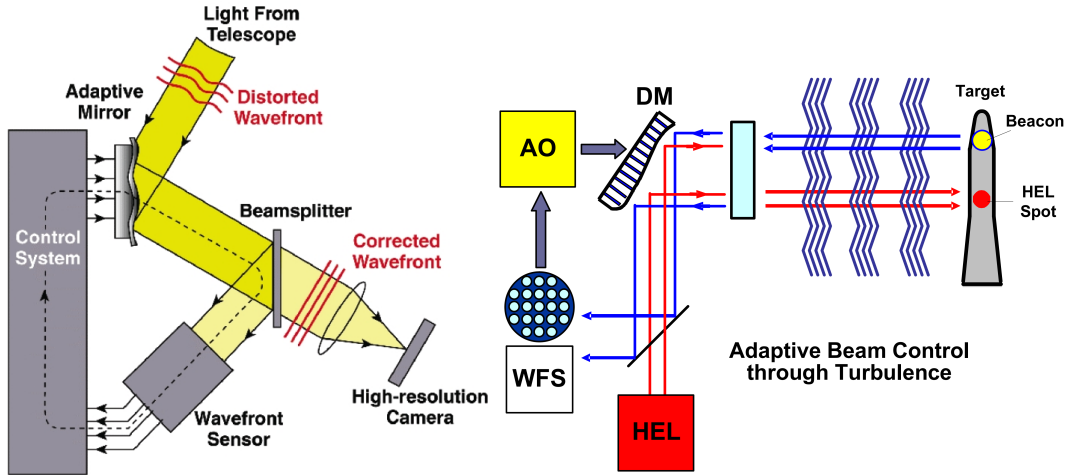 Light From
Telescope
Adaptive
Mirror
Distorted
Wavefront
Beamsplitter
Control
System
Corrected
Wavefront
High-resolution
Camera
Wavefront
Sensor
DM
AO
WFS
HEL
Target
Beacon
HEL
Spot
Adaptive Beam Control
through Turbulence